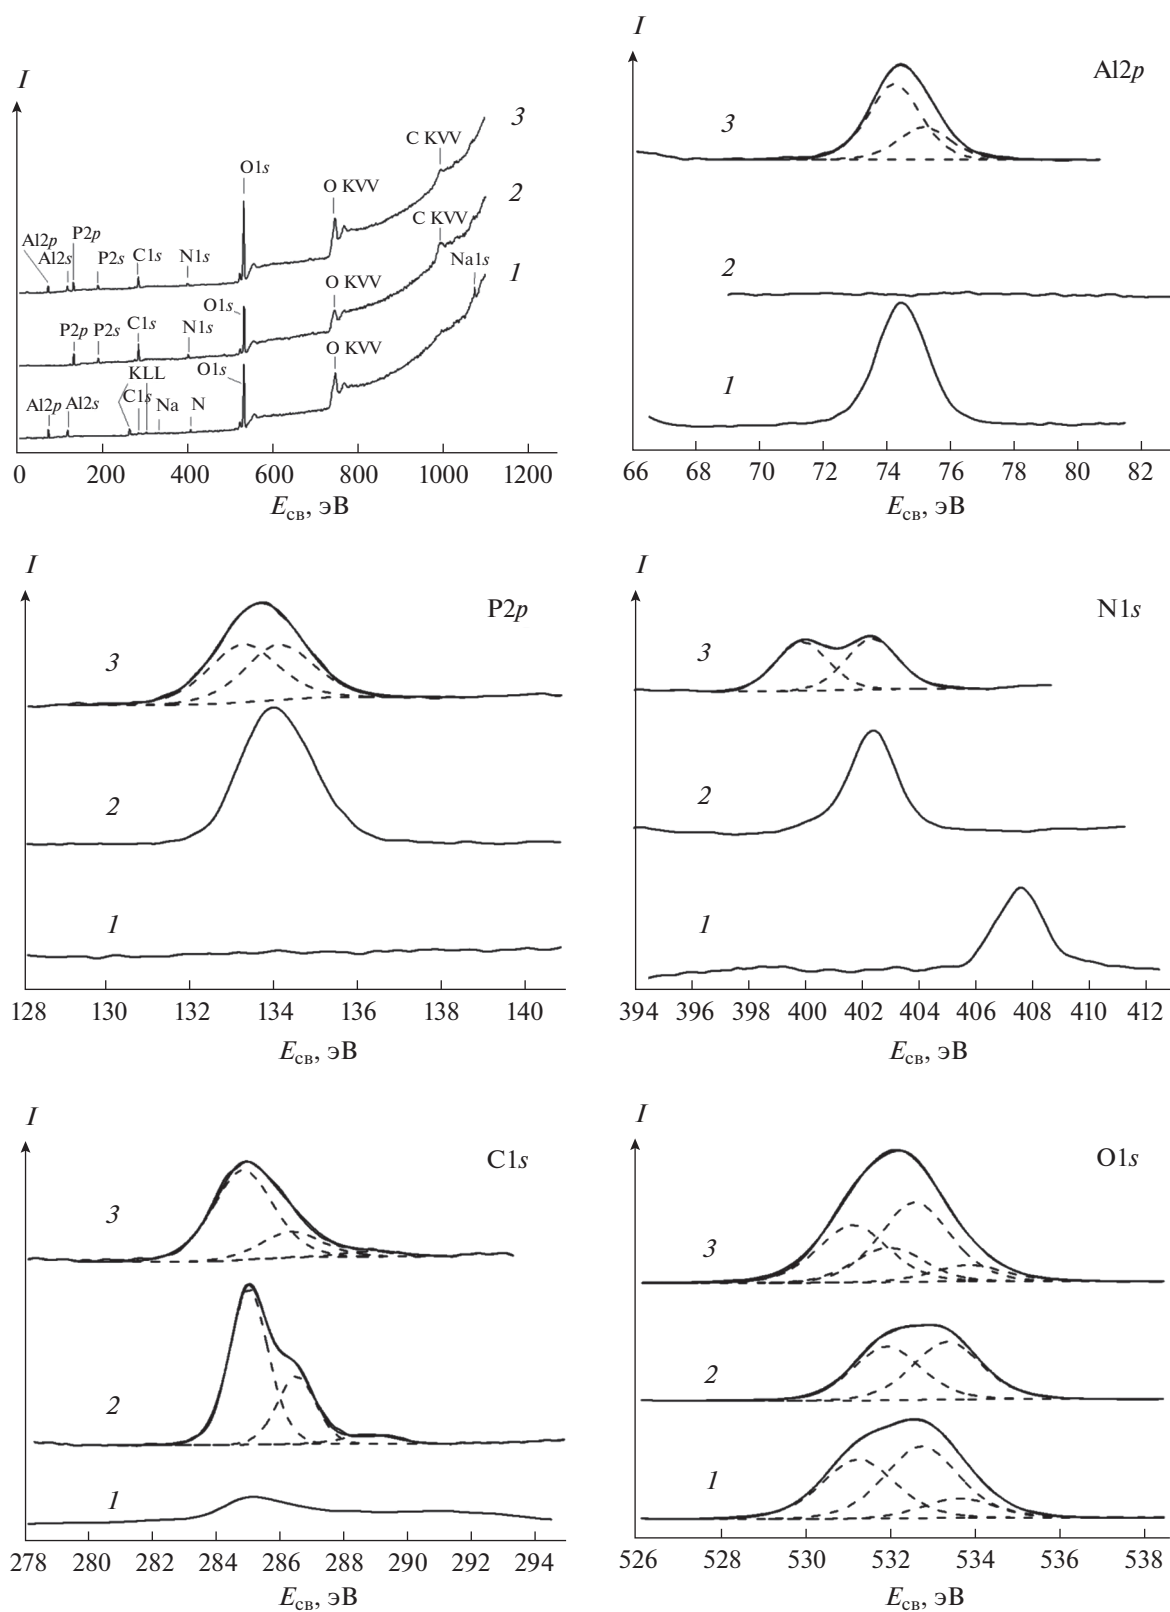 I
3
C KVV
O1s
O KVV
2
P2p
C KVV
Al2p
Al2s
P2s
C1s
N1s
Na1s
1
O1s
O KVV
C1s
P2p
P2s
N1s
O KVV
KLL
O1s
C1s
Al2p
Al2s
Na
N
0 200 400 600 800 1000 1200
Eсв, эВ
I
Al2p
3
2
1
66 68 70 72 74 76 78 80 82
Eсв, эВ
I
P2p
3
2
1
128 130 132 134 136 138 140
Eсв, эВ
I
N1s
3
2
1
394 396 398 400 402 404 406 408 410 412
Eсв, эВ
I
C1s
3
2
1
278 280 282 284 286 288 290 292 294
Eсв, эВ
I
O1s
3
2
1
526 528 530 532 534 536 538
Eсв, эВ